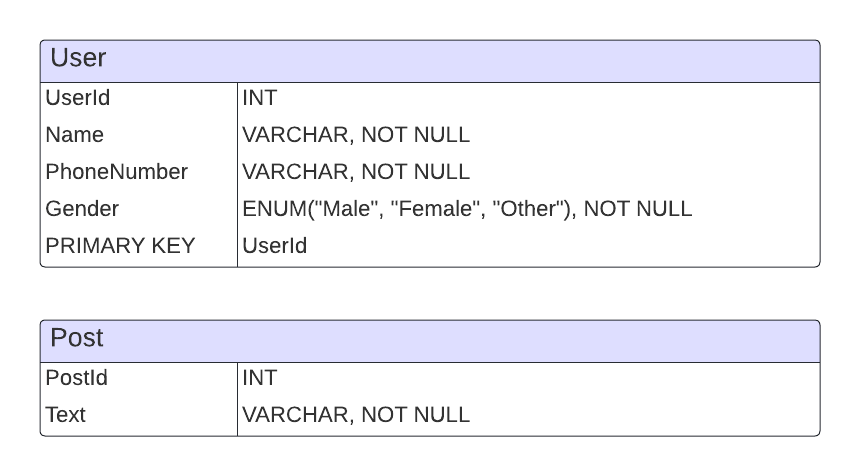 User
UserId INT
Name VARCHAR, NOT NULL
PhoneNumber VARCHAR, NOT NULL
Gender ENUM("Male", "Female", "Other"), NOT NULL
PRIMARY KEY UserId
Post
PostId INT
Text VARCHAR, NOT NULL